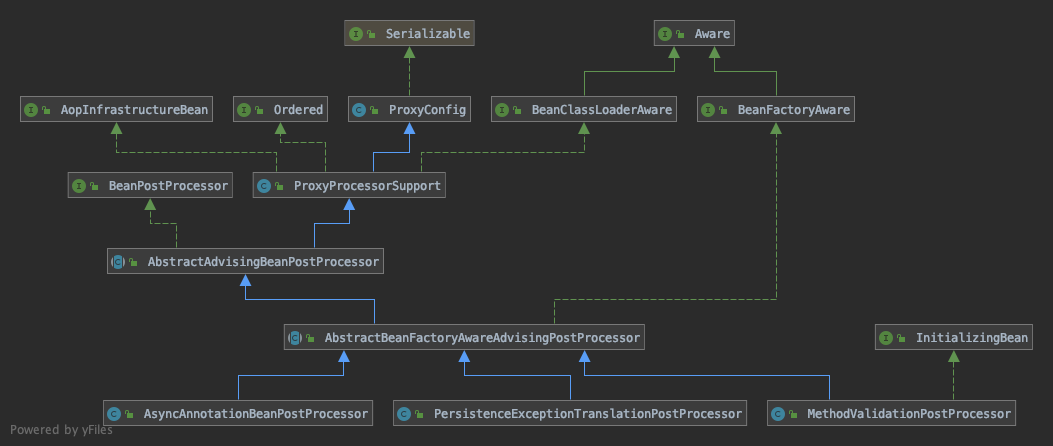 Serializable
Aware
AopInfrastructureBean
Ordered
ProxyConfig
BeanClassLoaderAware
BeanFactoryAware
BeanPostProcessor
ProxyProcessorSupport
AbstractAdvisingBeanPostProcessor
AbstractBeanFactoryAwareAdvisingPostProcessor
InitializingBean
AsyncAnnotationBeanPostProcessor
PersistenceExceptionTranslationPostProcessor
MethodValidationPostProcessor
Powered by yFiles